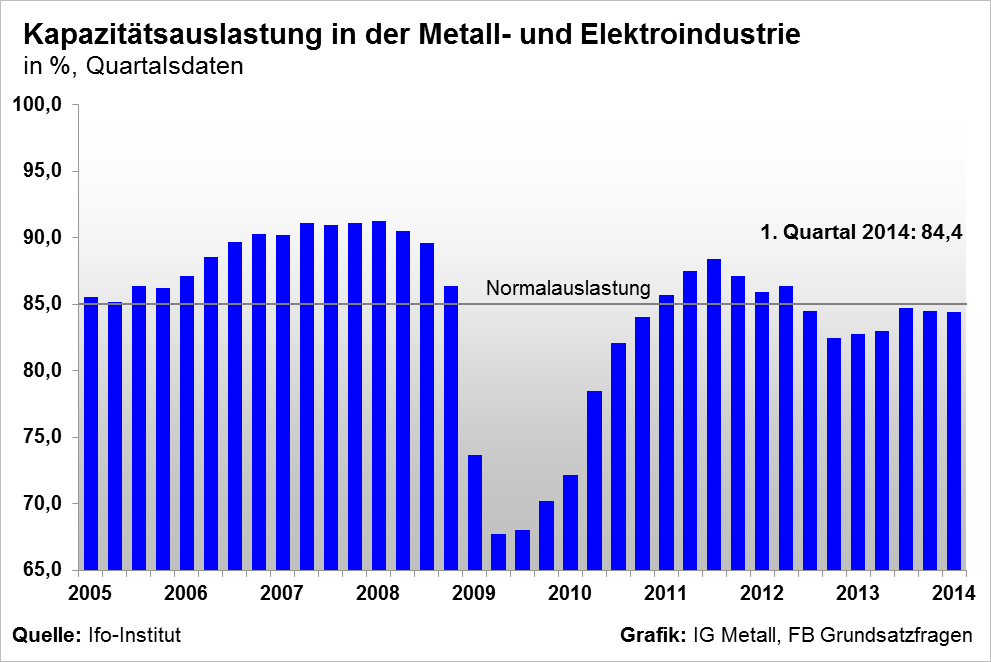 Kapazitätsauslastung in der Metall- und Elektroindustrie
in %, Quartalsdaten
100,0
95,0
90,0
1. Quartal 2014: 84,4
Normalauslastung
85,0
80,0
75,0
70,0
65,0
2005 2006 2007 2008 2009 2010 2011 2012 2013 2014
Quelle: Ifo-Institut Grafik: IG Metall, FB Grundsatzfragen